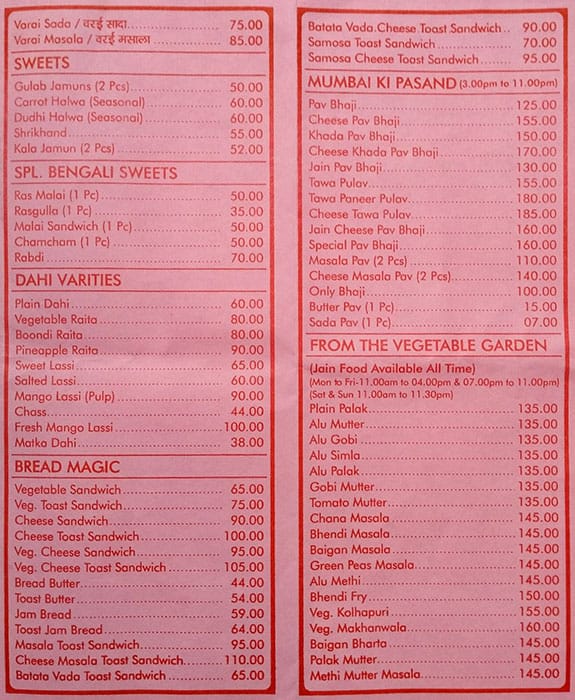 Varai Sada / वरई सादा 75.00
Varai Masala / वरई मसाला 85.00
SWEETS
Gulab Jamuns (2 Pcs) 50.00
Carrot Halwa (Seasonal) 60.00
Dudhi Halwa (Seasonal) 60.00
Shrikhand 55.00
Kala Jamun (2 Pcs) 52.00
SPL. BENGALI SWEETS
Ras Malai (1 Pc) 50.00
Rasgulla (1 Pc) 35.00
Malai Sandwich (1 Pc) 50.00
Chamcham (1 Pc) 50.00
Rabdi 70.00
DAHI VARITIES
Plain Dahi 60.00
Vegetable Raita 80.00
Boondi Raita 80.00
Pineapple Raita 90.00
Sweet Lassi 65.00
Salted Lassi 60.00
Mango Lassi (Pulp) 90.00
Chass 44.00
Fresh Mango Lassi 100.00
Matka Dahi 38.00
BREAD MAGIC
Vegetable Sandwich 65.00
Veg. Toast Sandwich 75.00
Cheese Sandwich 90.00
Cheese Toast Sandwich 100.00
Veg. Cheese Sandwich 95.00
Veg. Cheese Toast Sandwich 105.00
Bread Butter 44.00
Toast Butter 54.00
Jam Bread 59.00
Toast Jam Bread 64.00
Masala Toast Sandwich 95.00
Cheese Masala Toast Sandwich 110.00
Batata Vada Toast Sandwich 65.00
Batata Vada Cheese Toast Sandwich 90.00
Samosa Toast Sandwich 70.00
Samosa Cheese Toast Sandwich 95.00
MUMBAI KI PASAND (3.00pm to 11.00pm)
Pav Bhaji 125.00
Cheese Pav Bhaji 155.00
Khada Pav Bhaji 150.00
Cheese Khada Pav Bhaji 170.00
Jain Pav Bhaji 130.00
Tawa Pulav 155.00
Tawa Paneer Pulav 180.00
Cheese Tawa Pulav 185.00
Jain Cheese Pav Bhaji 160.00
Special Pav Bhaji 160.00
Masala Pav (2 Pcs) 110.00
Cheese Masala Pav (2 Pcs) 140.00
Only Bhaji 100.00
Butter Pav (1 Pc) 15.00
Sada Pav (1 Pc) 07.00
FROM THE VEGETABLE GARDEN
(Jain Food Available All Time)
(Mon to Fri-11.00am to 04.00pm & 07.00pm to 11.00pm)
(Sat & Sun 11.00am to 11.30pm)
Plain Palak 135.00
Alu Mutter 135.00
Alu Gobi 135.00
Alu Simla 135.00
Alu Palak 135.00
Gobi Mutter 135.00
Tomato Mutter 135.00
Chana Masala 145.00
Bhendi Masala 145.00
Baigan Masala 145.00
Green Peas Masala 145.00
Alu Methi 145.00
Bhendi Fry 150.00
Veg. Kolhapuri 155.00
Veg. Makhanwala 160.00
Baigan Bharta 145.00
Palak Mutter 145.00
Methi Mutter Masala 145.00